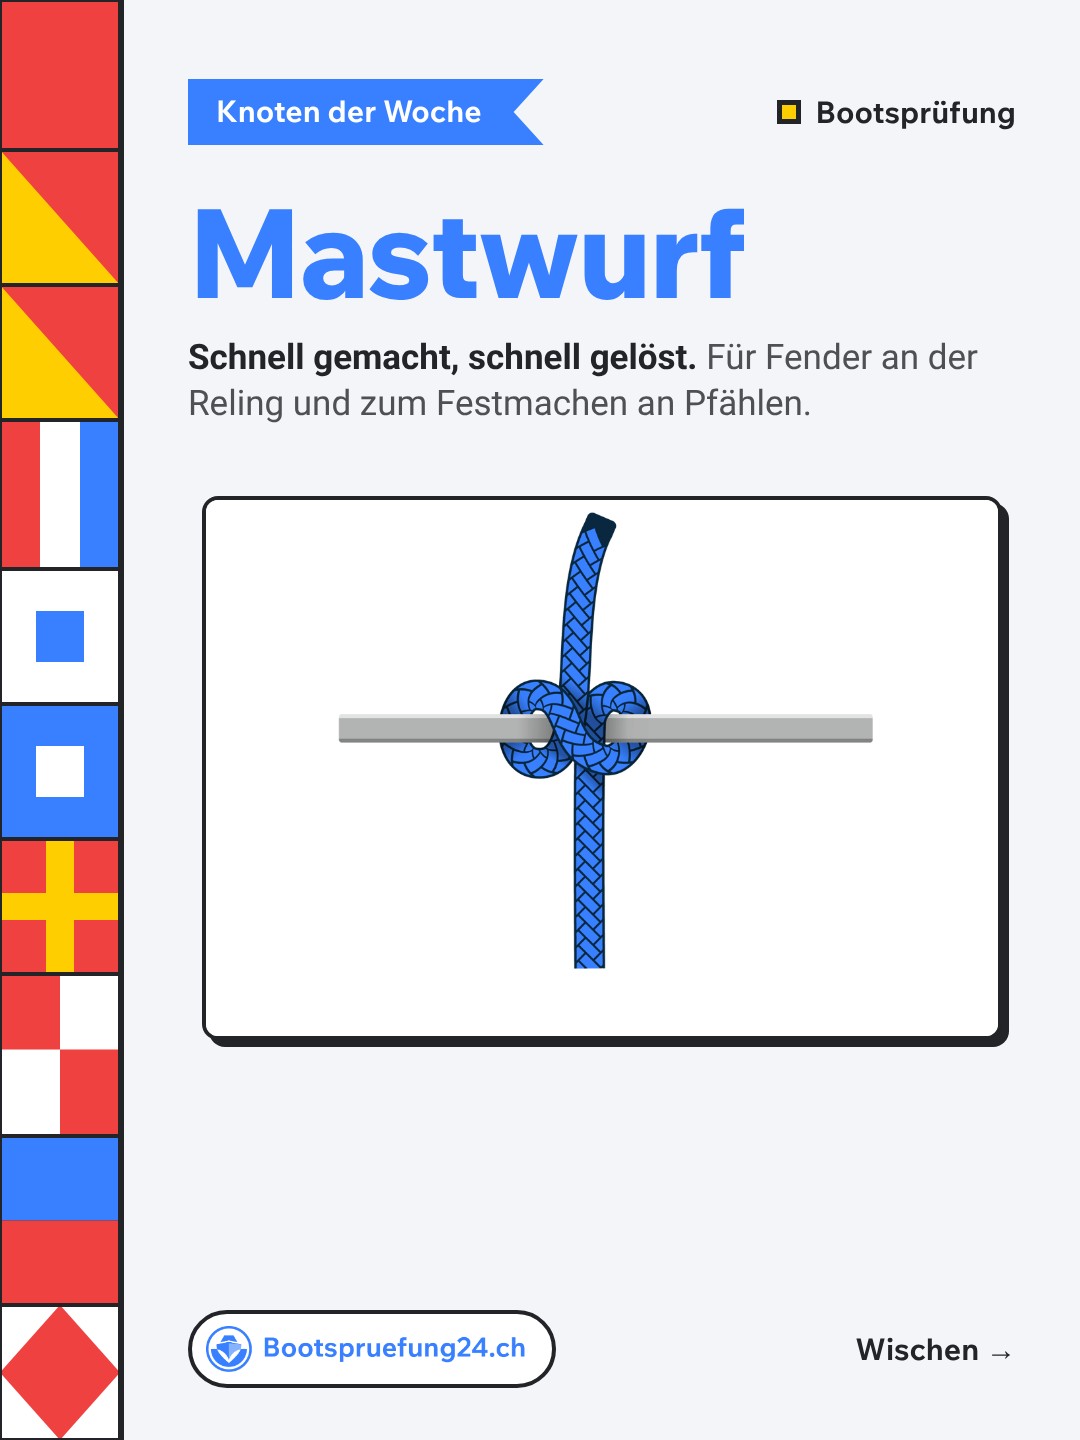 Knoten der Woche
Bootsprüfung
Mastwurf
Schnell gemacht, schnell gelöst. Für Fender an der
Reling und zum Festmachen an Pfählen.
Bootspruefung24.ch
Wischen →